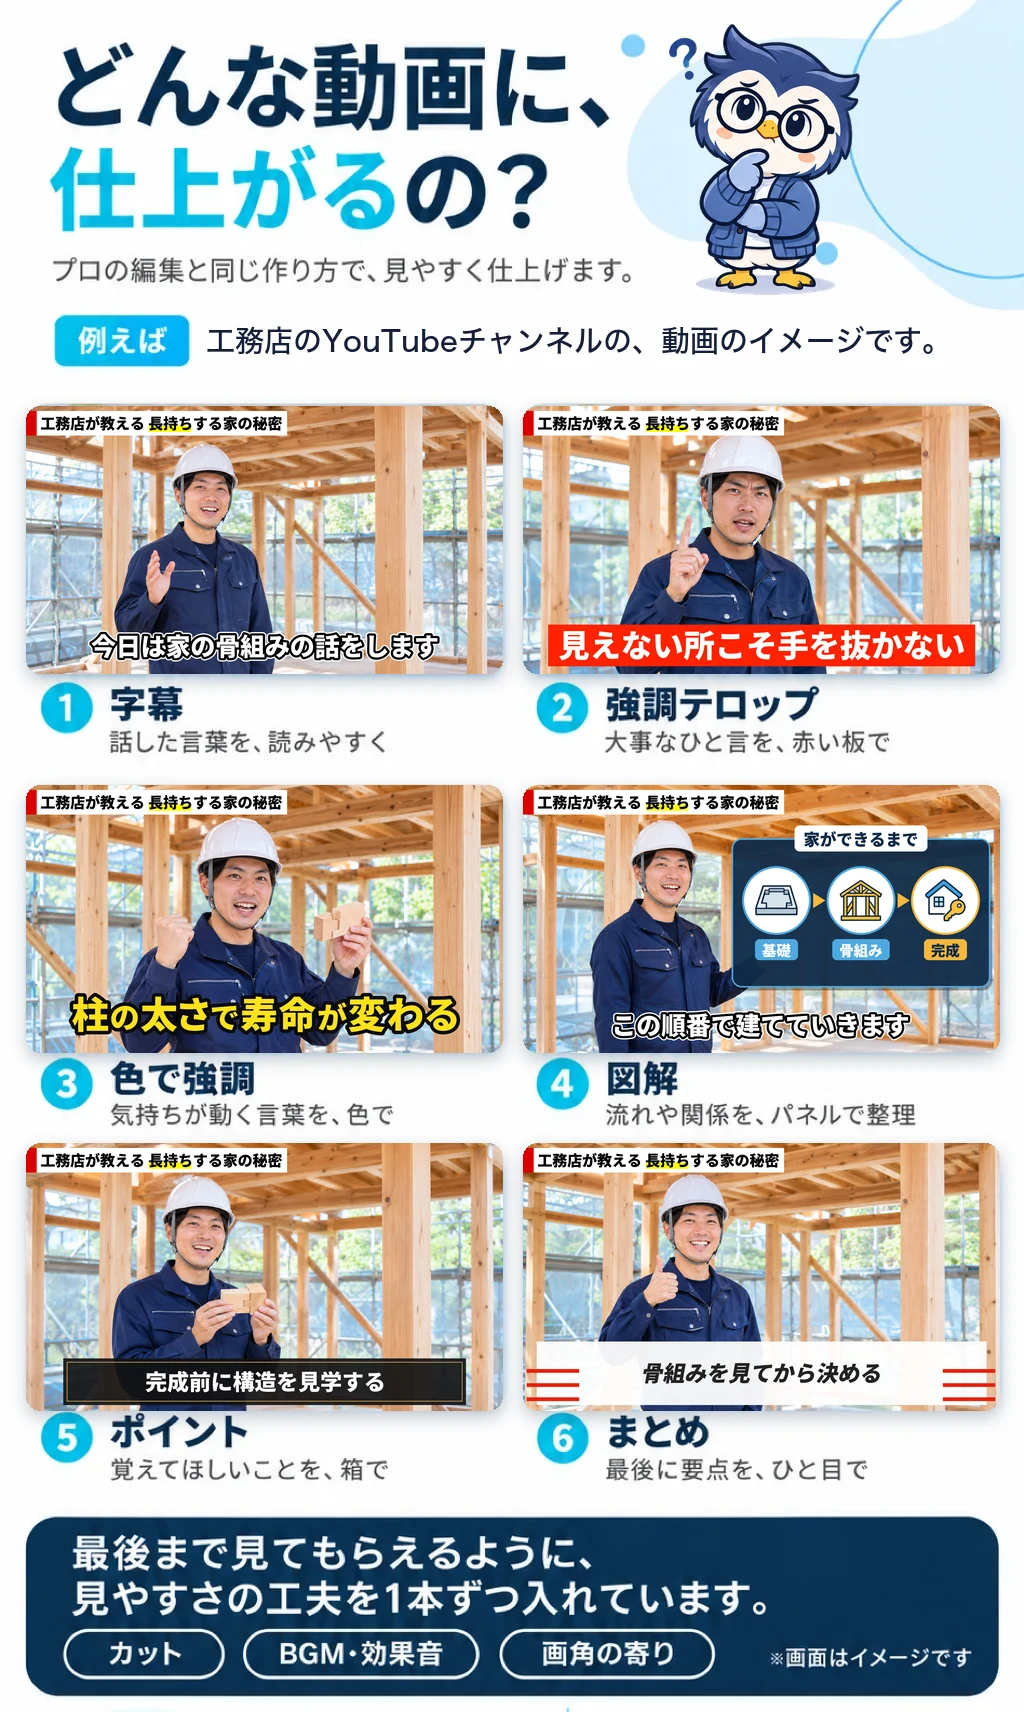 どんな動画に、
仕上がるの?
プロの編集と同じ作り方で、見やすく仕上げます。
例えば
工務店のYouTubeチャンネルの、動画のイメージです。
工務店が教える 長持ちする家の秘密
今日は家の骨組みの話をします
1 字幕
話した言葉を、読みやすく
工務店が教える 長持ちする家の秘密
見えない所こそ手を抜かない
2 強調テロップ
大事なひと言を、赤い板で
工務店が教える 長持ちする家の秘密
柱の太さで寿命が変わる
3 色で強調
気持ちが動く言葉を、色で
工務店が教える 長持ちする家の秘密
家ができるまで
基礎 骨組み 完成
この順番で建てていきます
4 図解
流れや関係を、パネルで整理
工務店が教える 長持ちする家の秘密
完成前に構造を見学する
5 ポイント
覚えてほしいことを、箱で
工務店が教える 長持ちする家の秘密
骨組みを見てから決める
6 まとめ
最後に要点を、ひと目で
最後まで見てもらえるように、
見やすさの工夫を1本ずつ入れています。
カット
BGM・効果音
画角の寄り
※画面はイメージです